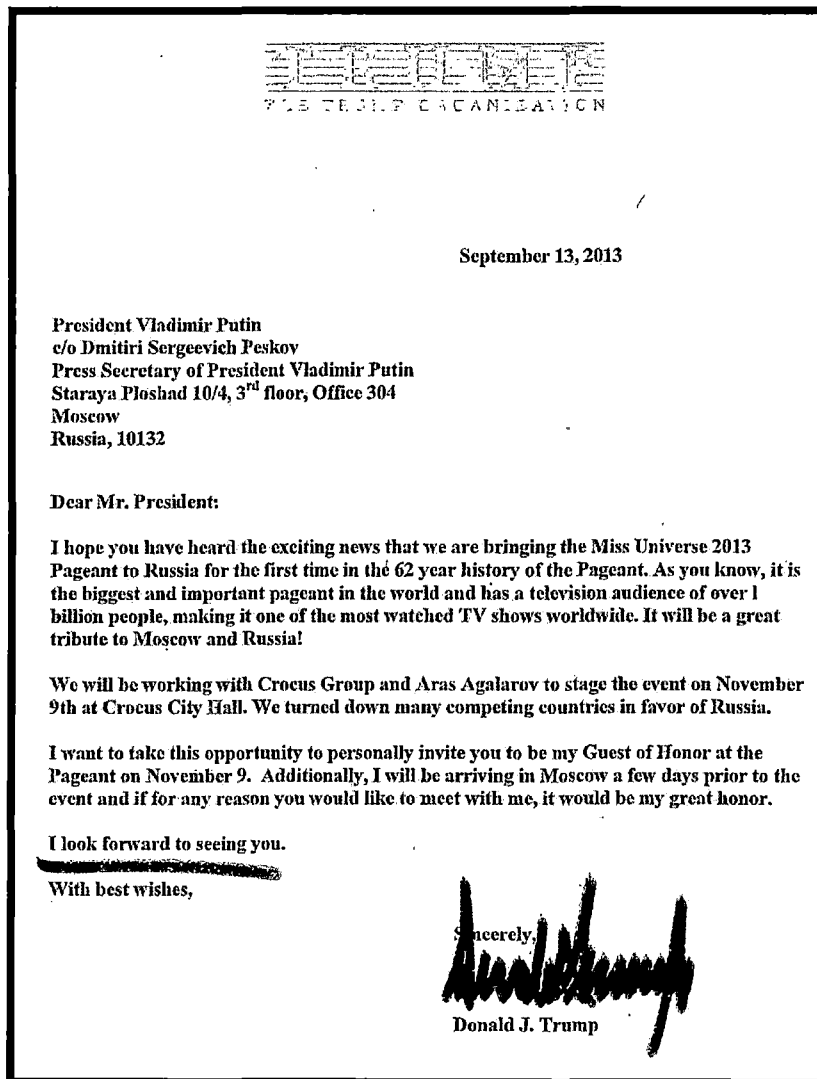 September 13, 2013
President Vladimir Putin
c/o Dmitiri Sergeevich Peskov
Press Secretary of President Vladimir Putin
Staraya Ploshad 10/4, 3rd floor, Office 304
Moscow
Russia, 10132
Dear Mr. President:
I hope you have heard the exciting news that we are bringing the Miss Universe 2013
Pageant to Russia for the first time in the 62 year history of the Pageant. As you know, it is
the biggest and important pageant in the world and has a television audience of over 1
billion people, making it one of the most watched TV shows worldwide. It will be a great
tribute to Moscow and Russia!
We will be working with Crocus Group and Aras Agalarov to stage the event on November
9th at Crocus City Hall. We turned down many competing countries in favor of Russia.
I want to take this opportunity to personally invite you to be my Guest of Honor at the
Pageant on November 9. Additionally, I will be arriving in Moscow a few days prior to the
event and if for any reason you would like to meet with me, it would be my great honor.
I look forward to seeing you.
With best wishes,
Sincerely,
Donald J. Trump